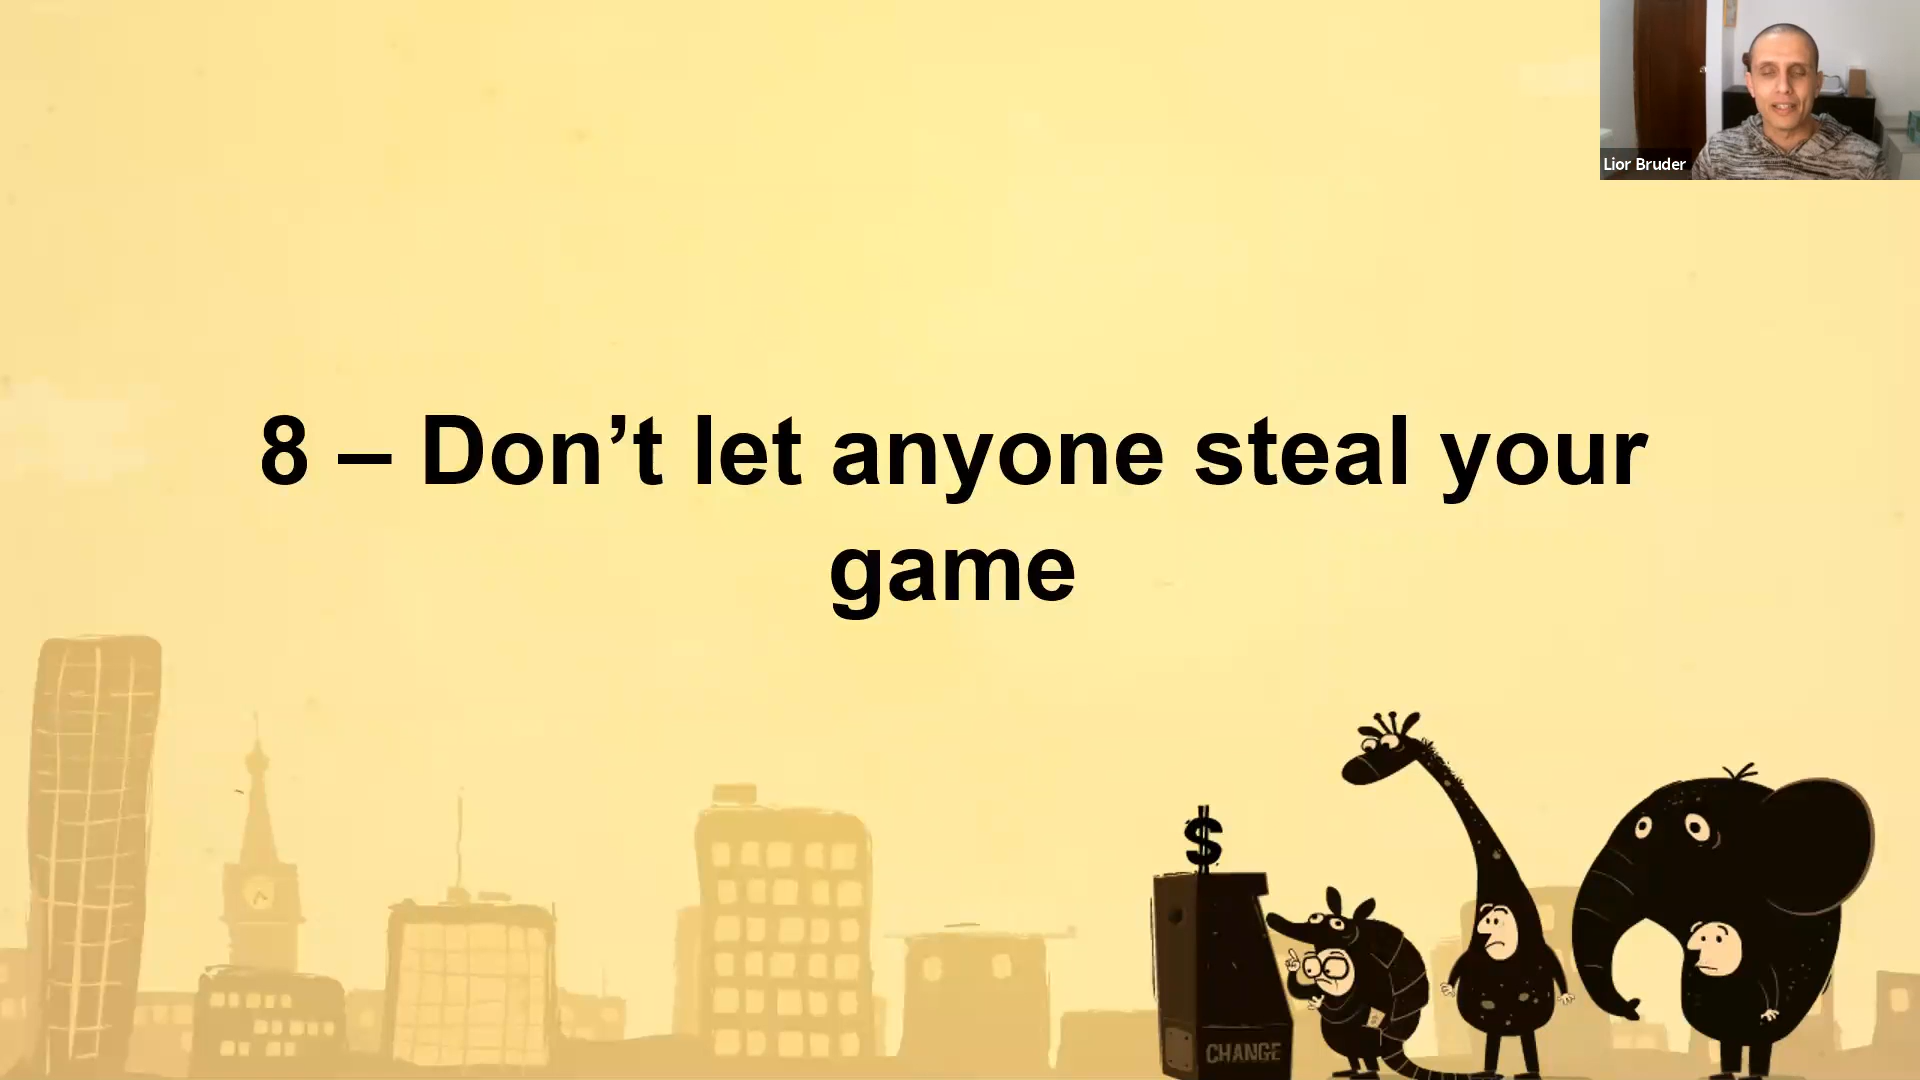 Lior Bruder
8 – Don’t let anyone steal your
game
$
CHANGE